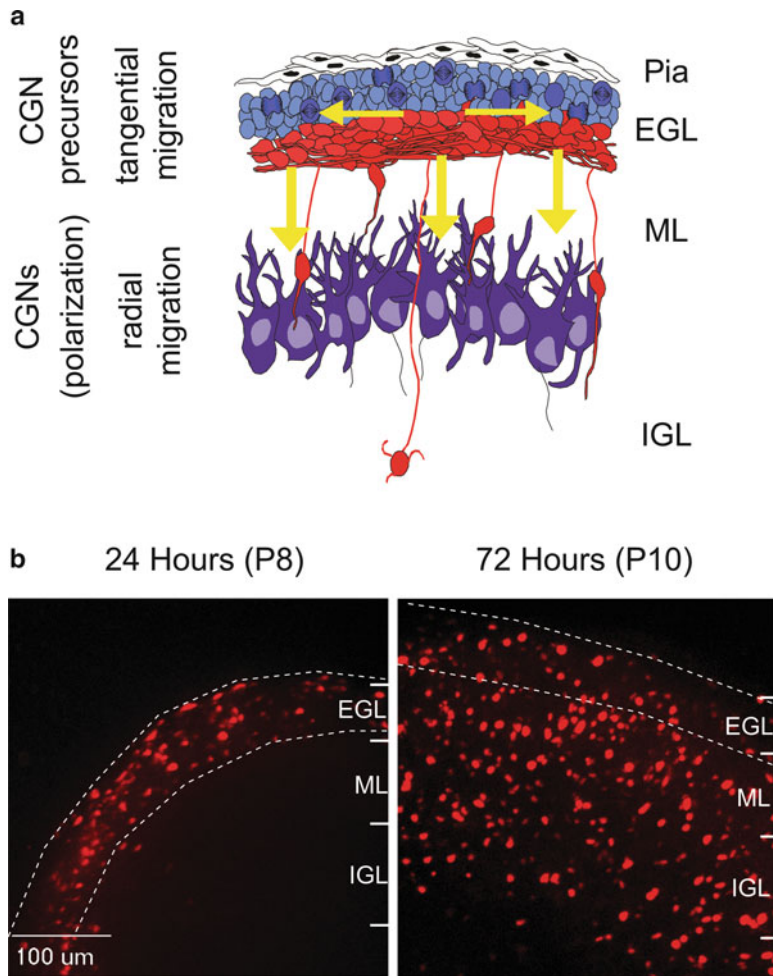 a
CGN
precursors
tangential
migration
CGNs
(polarization)
radial
migration
Pia
EGL
ML
IGL
b
24 Hours (P8)
72 Hours (P10)
EGL
ML
IGL
100 um
EGL
ML
IGL